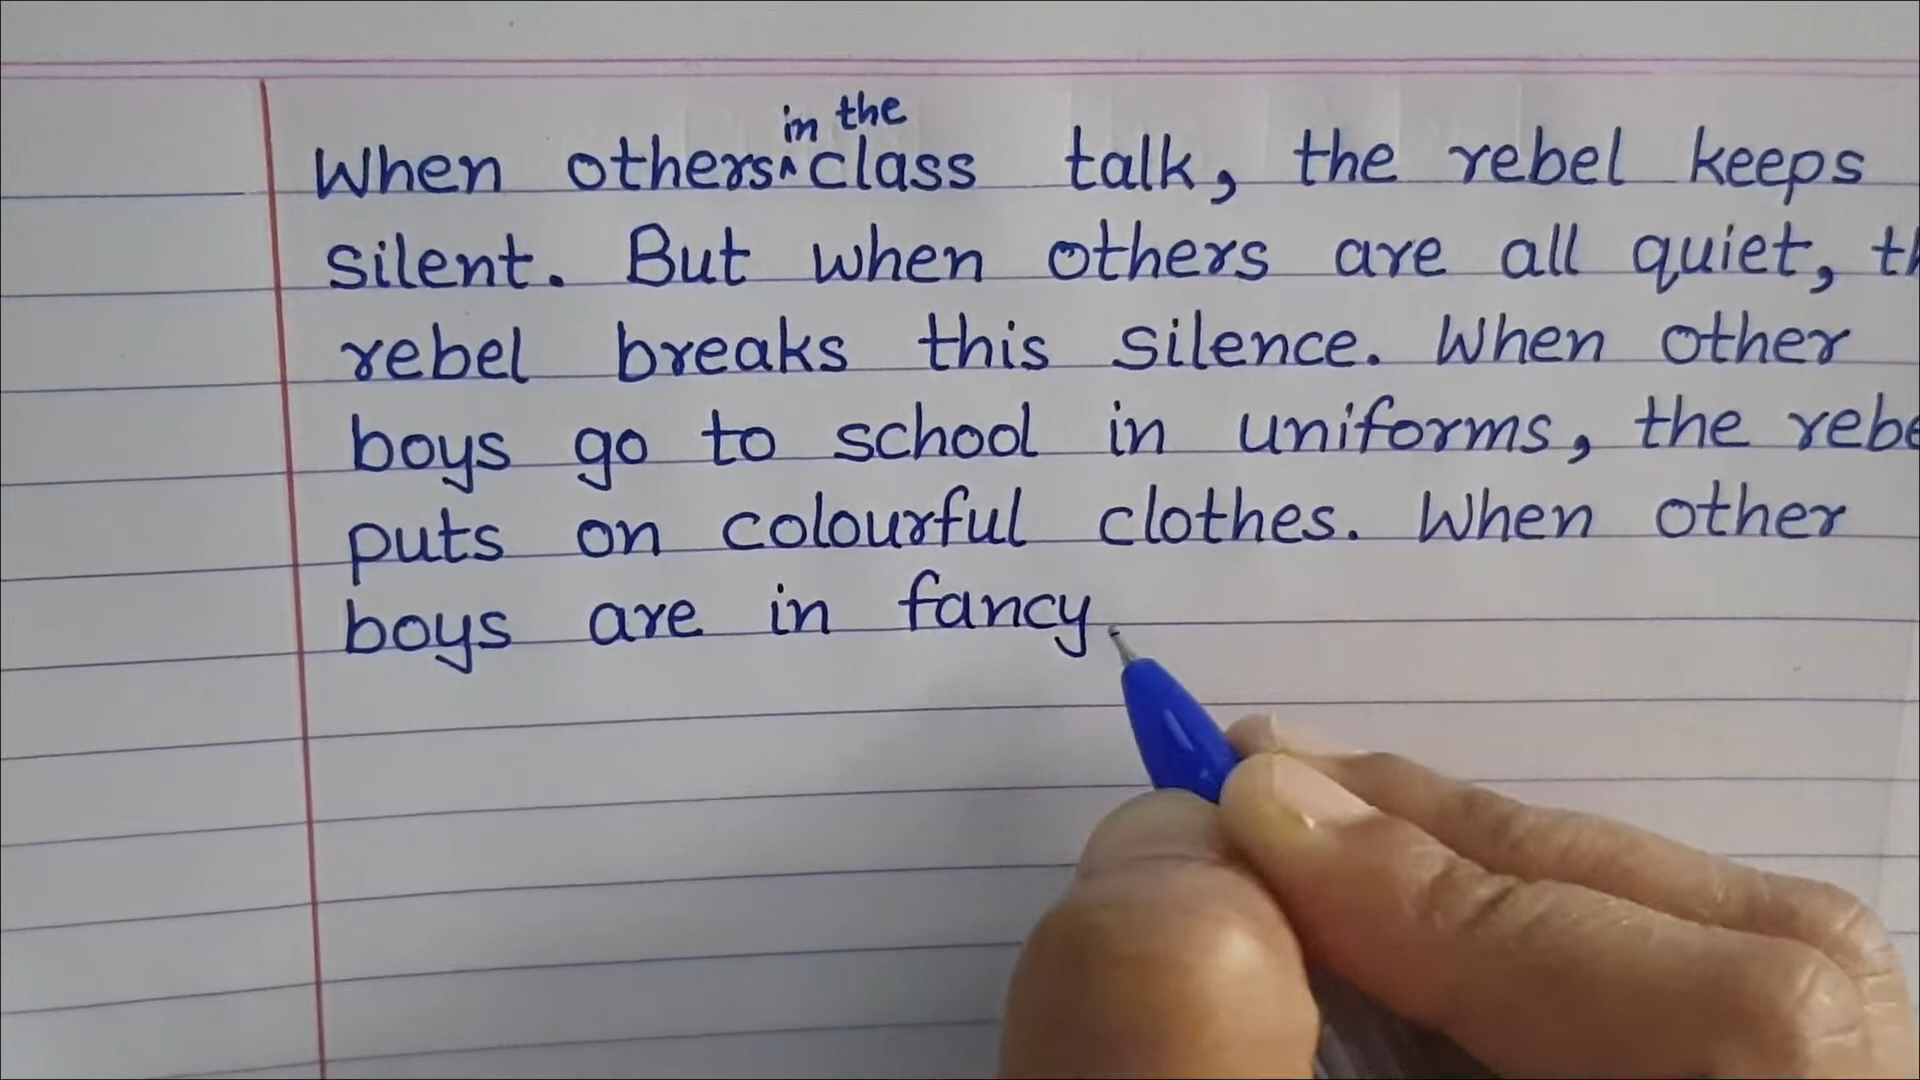 in the
When others^class talk, the rebel keeps
silent. But when others are all quiet,
rebel breaks this silence. When other
boys go to school in uniforms, the
puts on colourful clothes. When other
boys are in fancy